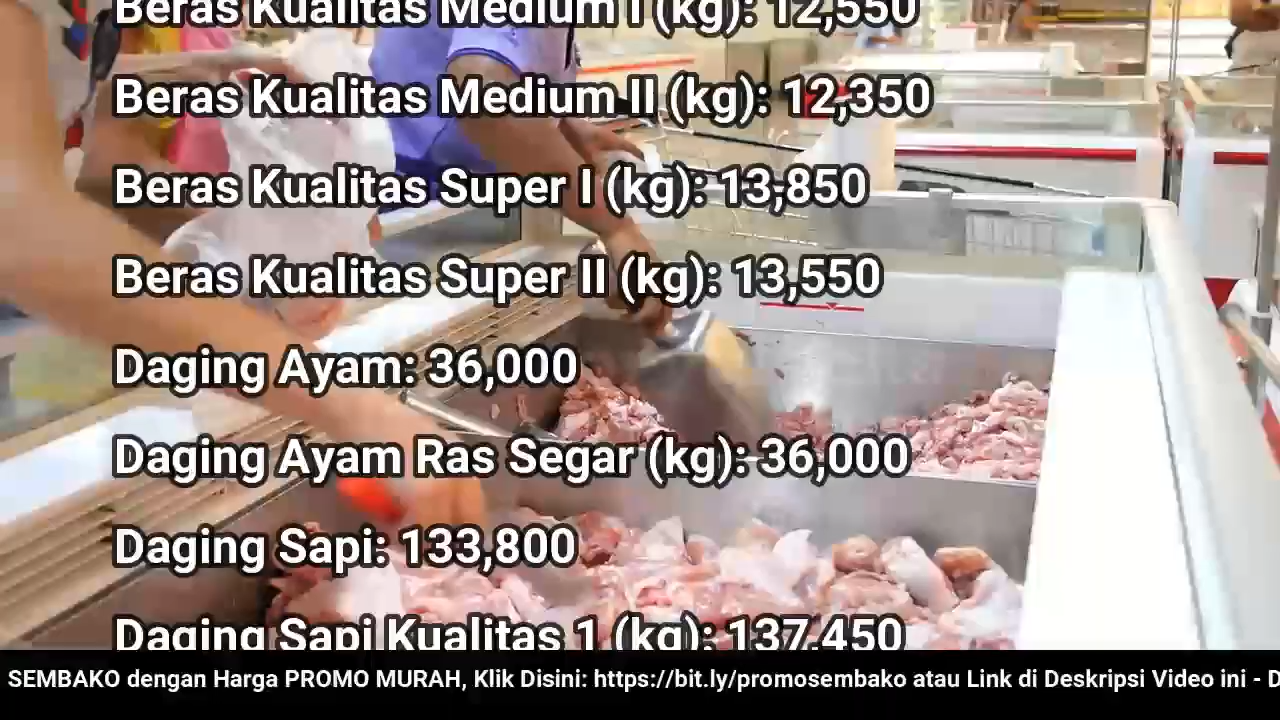 Beras Kualitas Medium I (kg): 12,550
Beras Kualitas Medium II (kg): 12,350
Beras Kualitas Super I (kg): 13,850
Beras Kualitas Super II (kg): 13,550
Daging Ayam: 36,000
Daging Ayam Ras Segar (kg): 36,000
Daging Sapi: 133,800
Daging Sapi Kualitas 1 (kg): 137,450
SEMBAKO dengan Harga PROMO MURAH, Klik Disini: https://bit.ly/promosembako atau Link di Deskripsi Video ini - D